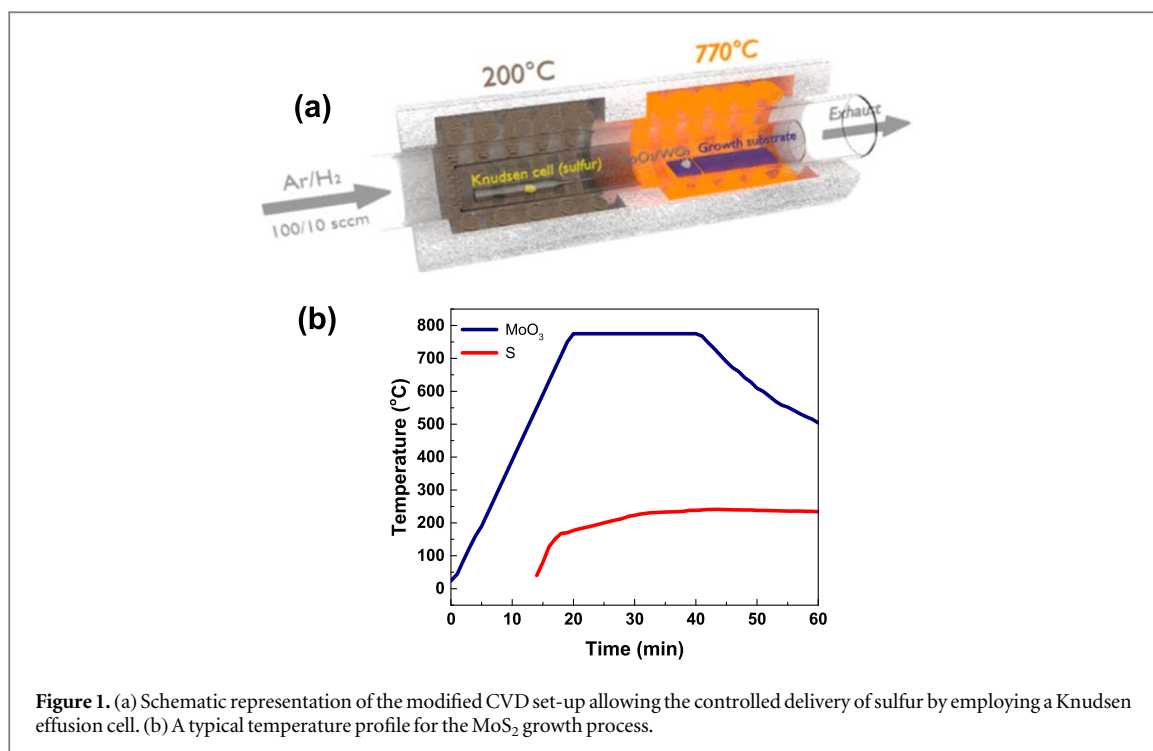 (a)
200°C
770°C
Exhaust
Growth substrate
Knudsen cell (sulfur)
Ar/H₂
100/10 sccm
(b)
MoO₃
S
800
700
600
500
400
300
200
100
0
Temperature (°C)
0 10 20 30 40 50 60
Time (min)
Figure 1. (a) Schematic representation of the modified CVD set-up allowing the controlled delivery of sulfur by employing a Knudsen
effusion cell. (b) A typical temperature profile for the MoS₂ growth process.